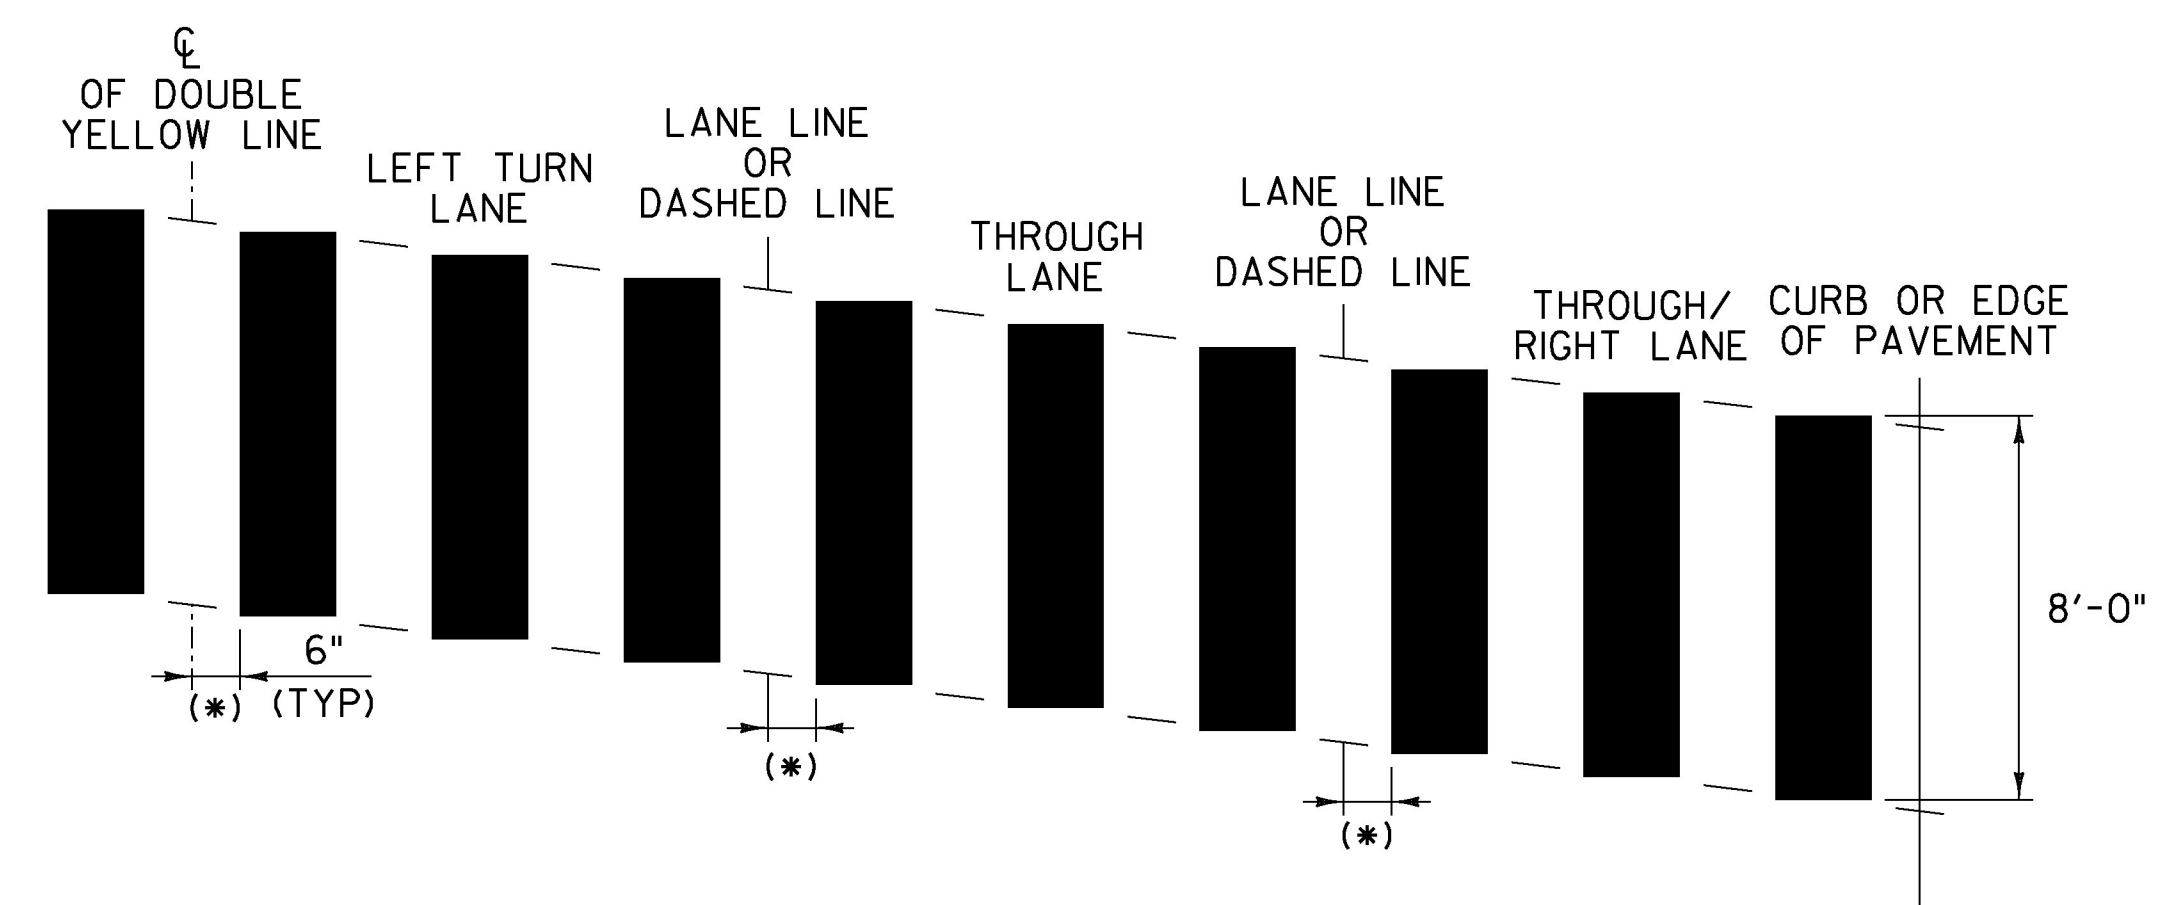 ℄
OF DOUBLE
YELLOW LINE
LEFT TURN
LANE
LANE LINE
OR
DASHED LINE
THROUGH
LANE
LANE LINE
OR
DASHED LINE
THROUGH/
RIGHT LANE
CURB OR EDGE
OF PAVEMENT
8'-0"
6"
(TYP)
(*)
(*)
(*)